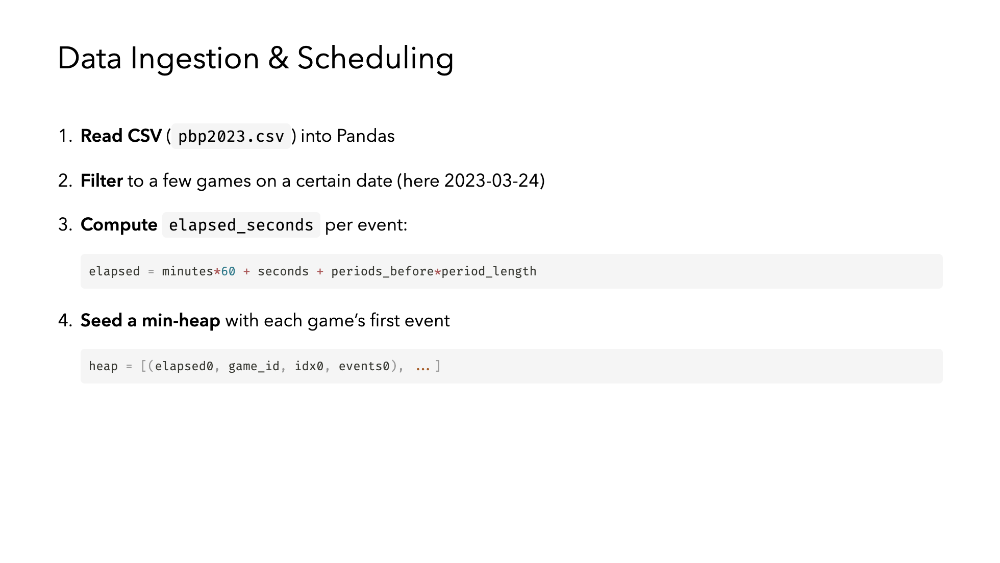 Data Ingestion & Scheduling
1. Read CSV ( pbp2023.csv ) into Pandas
2. Filter to a few games on a certain date (here 2023-03-24)
3. Compute elapsed_seconds per event:
elapsed = minutes*60 + seconds + periods_before*period_length
4. Seed a min-heap with each game’s first event
heap = [(elapsed0, game_id, idx0, events0), ...]